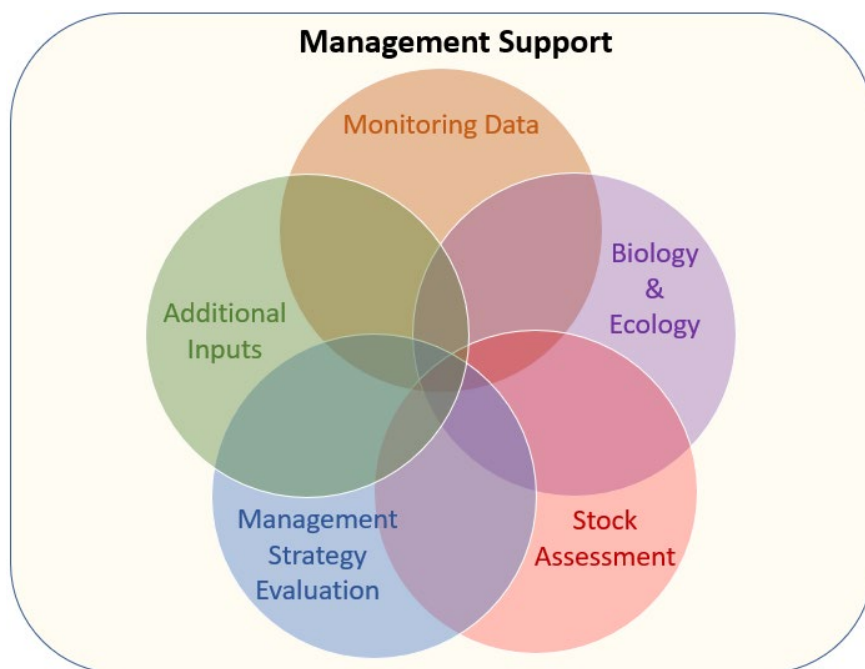 Management Support
Monitoring Data
Biology
&
Ecology
Additional
Inputs
Management
Strategy
Evaluation
Stock
Assessment